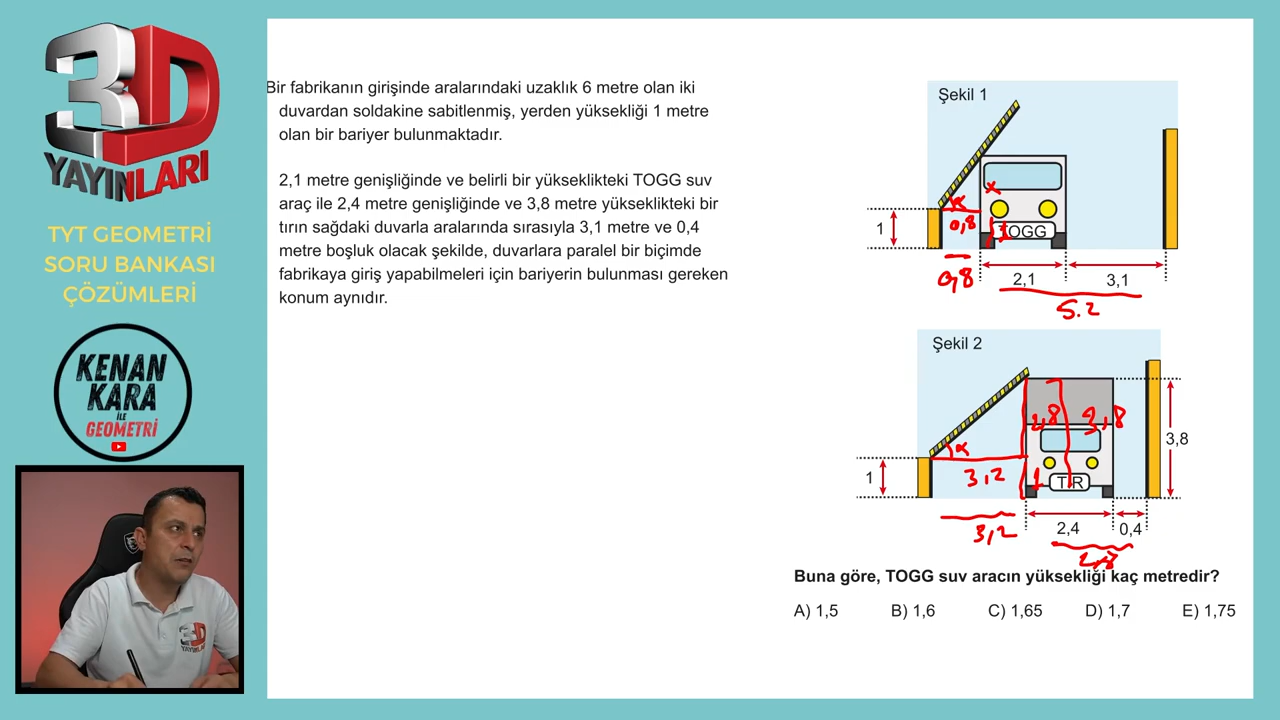 3D
YAYINLARI
TYT GEOMETRİ
SORU BANKASI
ÇÖZÜMLERİ
KENAN
KARA
İLE
GEOMETRİ
3D
YAYINLARI
Bir fabrikanın girişinde aralarındaki uzaklık 6 metre olan iki
duvardan soldakine sabitlenmiş, yerden yüksekliği 1 metre
olan bir bariyer bulunmaktadır.
2,1 metre genişliğinde ve belirli bir yükseklikteki TOGG suv
araç ile 2,4 metre genişliğinde ve 3,8 metre yükseklikteki bir
tırın sağdaki duvarla aralarında sırasıyla 3,1 metre ve 0,4
metre boşluk olacak şekilde, duvarlara paralel bir biçimde
fabrikaya giriş yapabilmeleri için bariyerin bulunması gereken
konum aynıdır.
Şekil 1
x
α
0,8
1
1
TOGG
0,8
2,1
3,1
5.2
Şekil 2
2,8
3,8
α
3,8
3,2
1
1
TIR
3,2
2,4
0,4
2,8
Buna göre, TOGG suv aracın yüksekliği kaç metredir?
A) 1,5 B) 1,6 C) 1,65 D) 1,7 E) 1,75